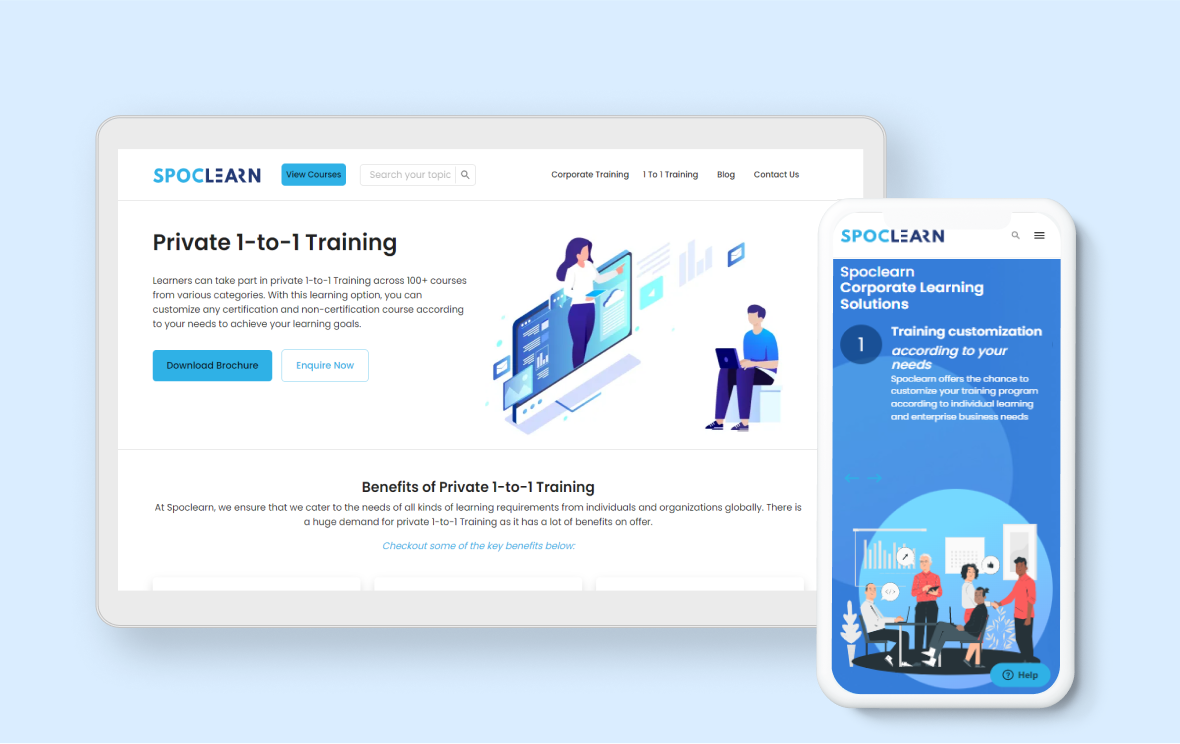 SPOCLEARN
View Courses
Search your topic
Corporate Training
1 To 1 Training
Blog
Contact Us
Private 1-to-1 Training
Learners can take part in private 1-to-1 Training across 100+ courses
from various categories. With this learning option, you can
customize any certification and non-certification course according
to your needs to achieve your learning goals.
Download Brochure
Enquire Now
Benefits of Private 1-to-1 Training
At Spoclearn, we ensure that we cater to the needs of all kinds of learning requirements from individuals and organizations globally. There is
a huge demand for private 1-to-1 Training as it has a lot of benefits on offer.
Checkout some of the key benefits below:
SPOCLEARN
Spoclearn
Corporate Learning
Solutions
1
Training customization
according to your
needs
Spoclearn offers the chance to
customize your training program
according to individual learning
and enterprise business needs
</>
? Help